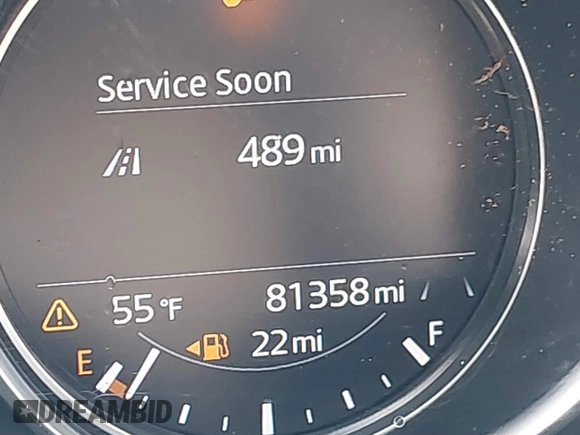 Service Soon
489 mi
55 °F 81358 mi
22 mi
E F
DREAMBID